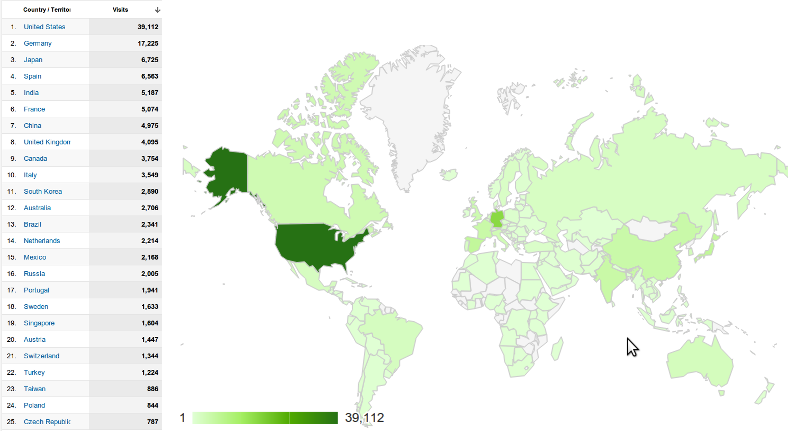 Country / Territo Visits
1. United States 39,112
2. Germany 17,225
3. Japan 6,725
4. Spain 6,563
5. India 5,187
6. France 5,074
7. China 4,975
8. United Kingdon 4,095
9. Canada 3,754
10. Italy 3,549
11. South Korea 2,890
12. Australia 2,706
13. Brazil 2,341
14. Netherlands 2,214
15. Mexico 2,168
16. Russia 2,005
17. Portugal 1,941
18. Sweden 1,633
19. Singapore 1,604
20. Austria 1,447
21. Switzerland 1,344
22. Turkey 1,224
23. Taiwan 886
24. Poland 844
25. Czech Republic 787
1 39,112